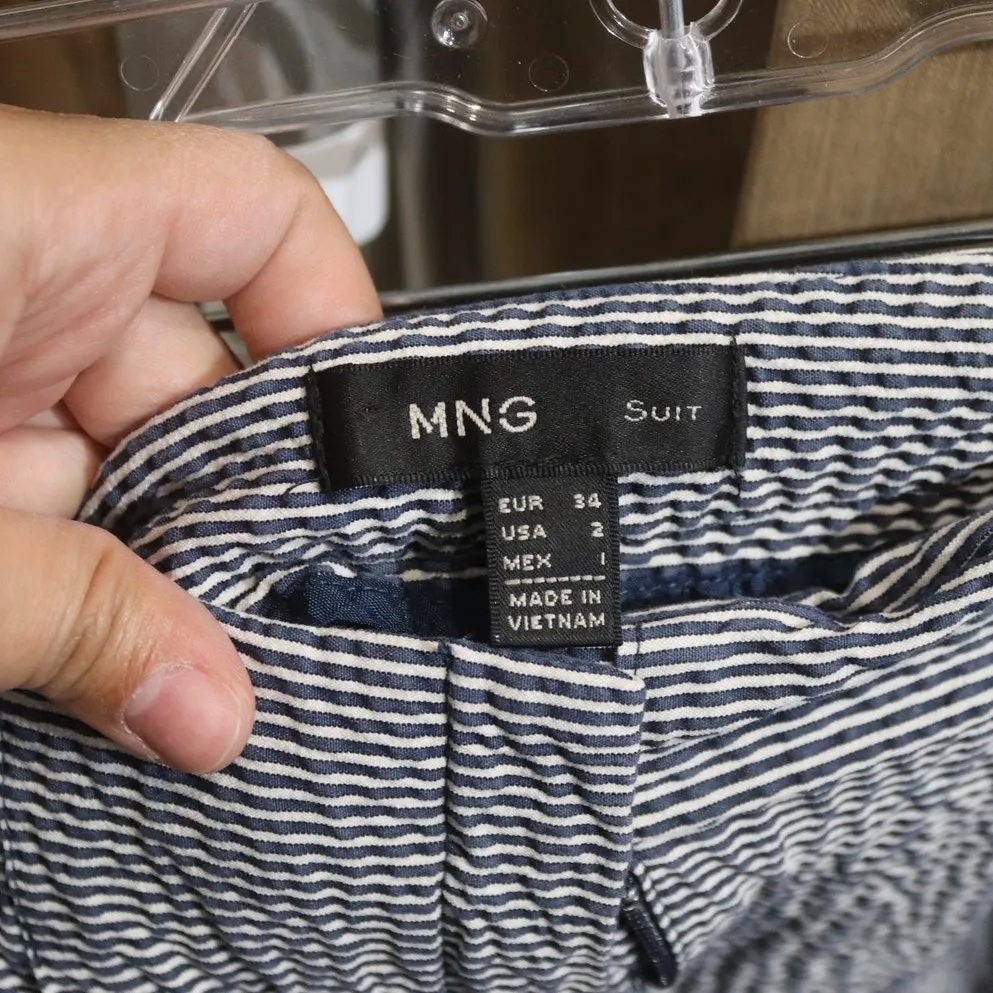 MNG SUIT
EUR 34
USA 2
MEX 1
MADE IN
VIETNAM